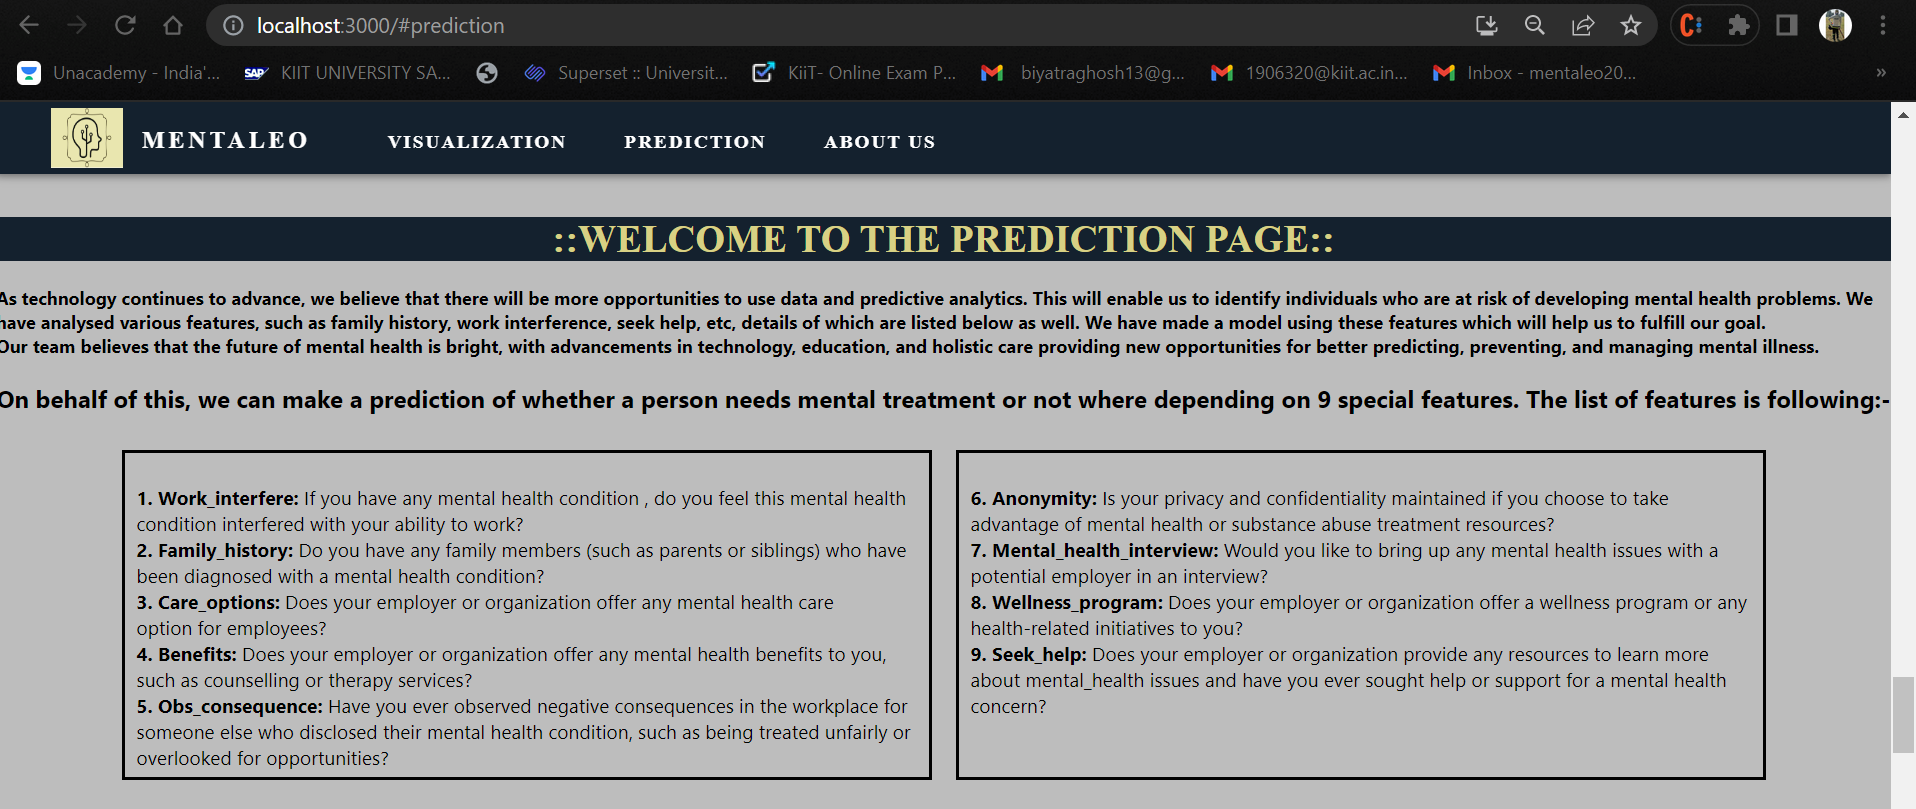 localhost:3000/#prediction
Unacademy - India'...
SAP
KIIT UNIVERSITY SA...
Superset :: Universit...
KiiT- Online Exam P...
biyatraghosh13@g...
1906320@kiit.ac.in...
Inbox - mentaleo20...
»
MENTALEO
VISUALIZATION
PREDICTION
ABOUT US
::WELCOME TO THE PREDICTION PAGE::
As technology continues to advance, we believe that there will be more opportunities to use data and predictive analytics. This will enable us to identify individuals who are at risk of developing mental health problems. We
have analysed various features, such as family history, work interference, seek help, etc, details of which are listed below as well. We have made a model using these features which will help us to fulfill our goal.
Our team believes that the future of mental health is bright, with advancements in technology, education, and holistic care providing new opportunities for better predicting, preventing, and managing mental illness.
On behalf of this, we can make a prediction of whether a person needs mental treatment or not where depending on 9 special features. The list of features is following:-
1. Work_interfere: If you have any mental health condition , do you feel this mental health
condition interfered with your ability to work?
2. Family_history: Do you have any family members (such as parents or siblings) who have
been diagnosed with a mental health condition?
3. Care_options: Does your employer or organization offer any mental health care
option for employees?
4. Benefits: Does your employer or organization offer any mental health benefits to you,
such as counselling or therapy services?
5. Obs_consequence: Have you ever observed negative consequences in the workplace for
someone else who disclosed their mental health condition, such as being treated unfairly or
overlooked for opportunities?
6. Anonymity: Is your privacy and confidentiality maintained if you choose to take
advantage of mental health or substance abuse treatment resources?
7. Mental_health_interview: Would you like to bring up any mental health issues with a
potential employer in an interview?
8. Wellness_program: Does your employer or organization offer a wellness program or any
health-related initiatives to you?
9. Seek_help: Does your employer or organization provide any resources to learn more
about mental_health issues and have you ever sought help or support for a mental health
concern?